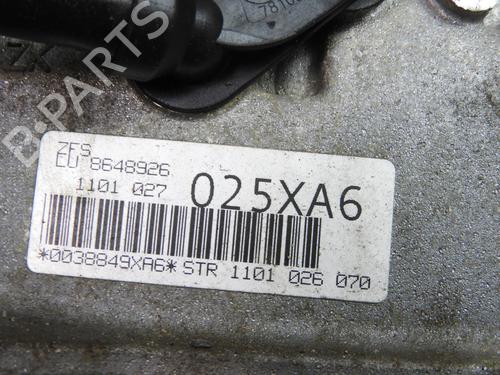 ZFS
EU 8648926
1101 027 025XA6
*0038849XA6* STR 1101 026 070
B-PARTS